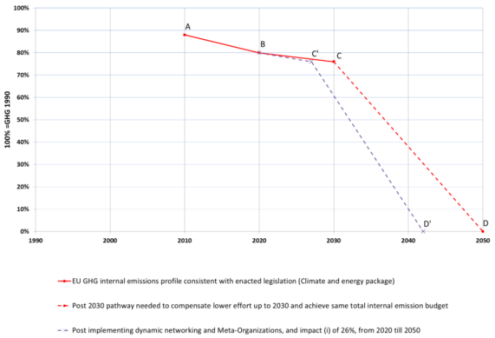 100%
A
90%
B
80%
C'
C
70%
60%
50%
40%
30%
20%
10%
D'
D
0%
1990
2000
2010
2020
2030
2040
2050
100% =GHG 1990
EU GHG internal emissions profile consistent with enacted legislation (Climate and energy package)
Post 2030 pathway needed to compensate lower effort up to 2030 and achieve same total internal emission budget
Post implementing dynamic networking and Meta-Organizations, and impact (i) of 26%, from 2020 till 2050